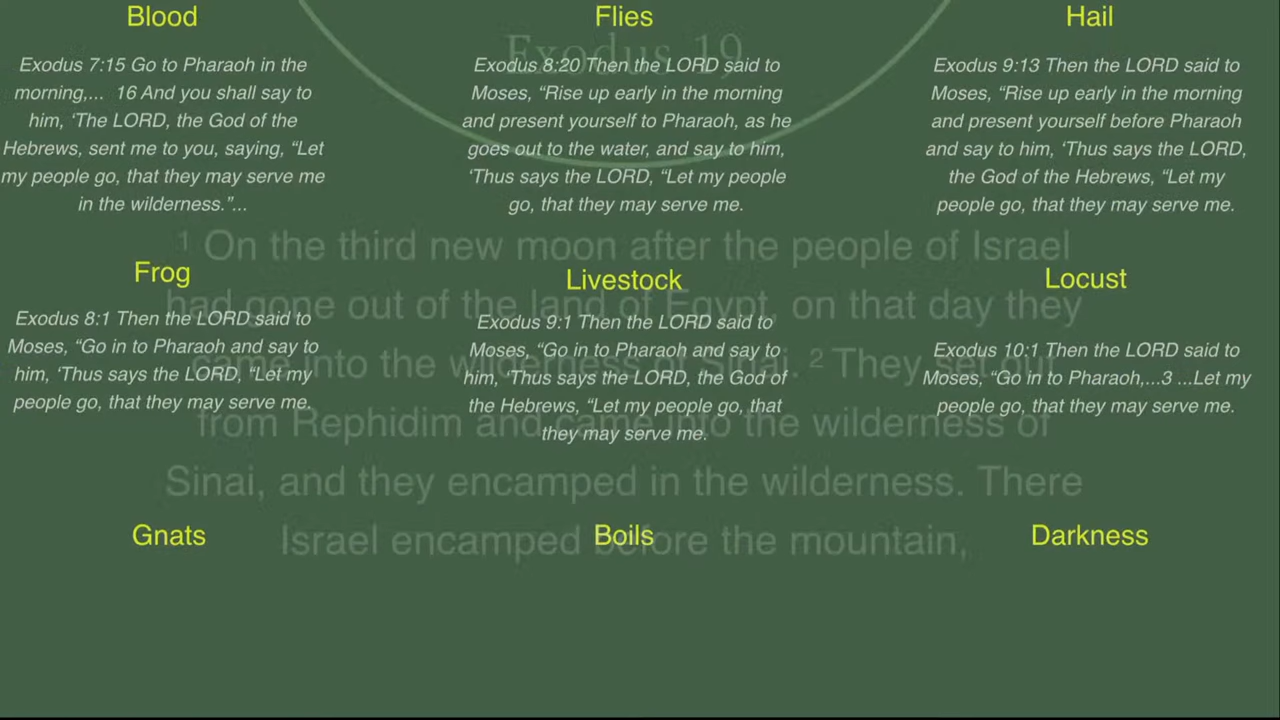 Blood
Exodus 7:15 Go to Pharaoh in the
morning,... 16 And you shall say to
him, ‘The LORD, the God of the
Hebrews, sent me to you, saying, “Let
my people go, that they may serve me
in the wilderness.”...
Frog
Exodus 8:1 Then the LORD said to
Moses, “Go in to Pharaoh and say to
him, ‘Thus says the LORD, “Let my
people go, that they may serve me.
Gnats
Flies
Exodus 8:20 Then the LORD said to
Moses, “Rise up early in the morning
and present yourself to Pharaoh, as he
goes out to the water, and say to him,
‘Thus says the LORD, “Let my people
go, that they may serve me.
Livestock
Exodus 9:1 Then the LORD said to
Moses, “Go in to Pharaoh and say to
him, ‘Thus says the LORD, the God of
the Hebrews, “Let my people go, that
they may serve me.
Boils
Hail
Exodus 9:13 Then the LORD said to
Moses, “Rise up early in the morning
and present yourself before Pharaoh
and say to him, ‘Thus says the LORD,
the God of the Hebrews, “Let my
people go, that they may serve me.
Locust
Exodus 10:1 Then the LORD said to
Moses, “Go in to Pharaoh,...3 ...Let my
people go, that they may serve me.
Darkness
Exodus 19
1 On the third new moon after the people of Israel
had gone out of the land of Egypt, on that day they
came into the wilderness of Sinai. 2 They set out
from Rephidim and came into the wilderness of
Sinai, and they encamped in the wilderness. There
Israel encamped before the mountain,